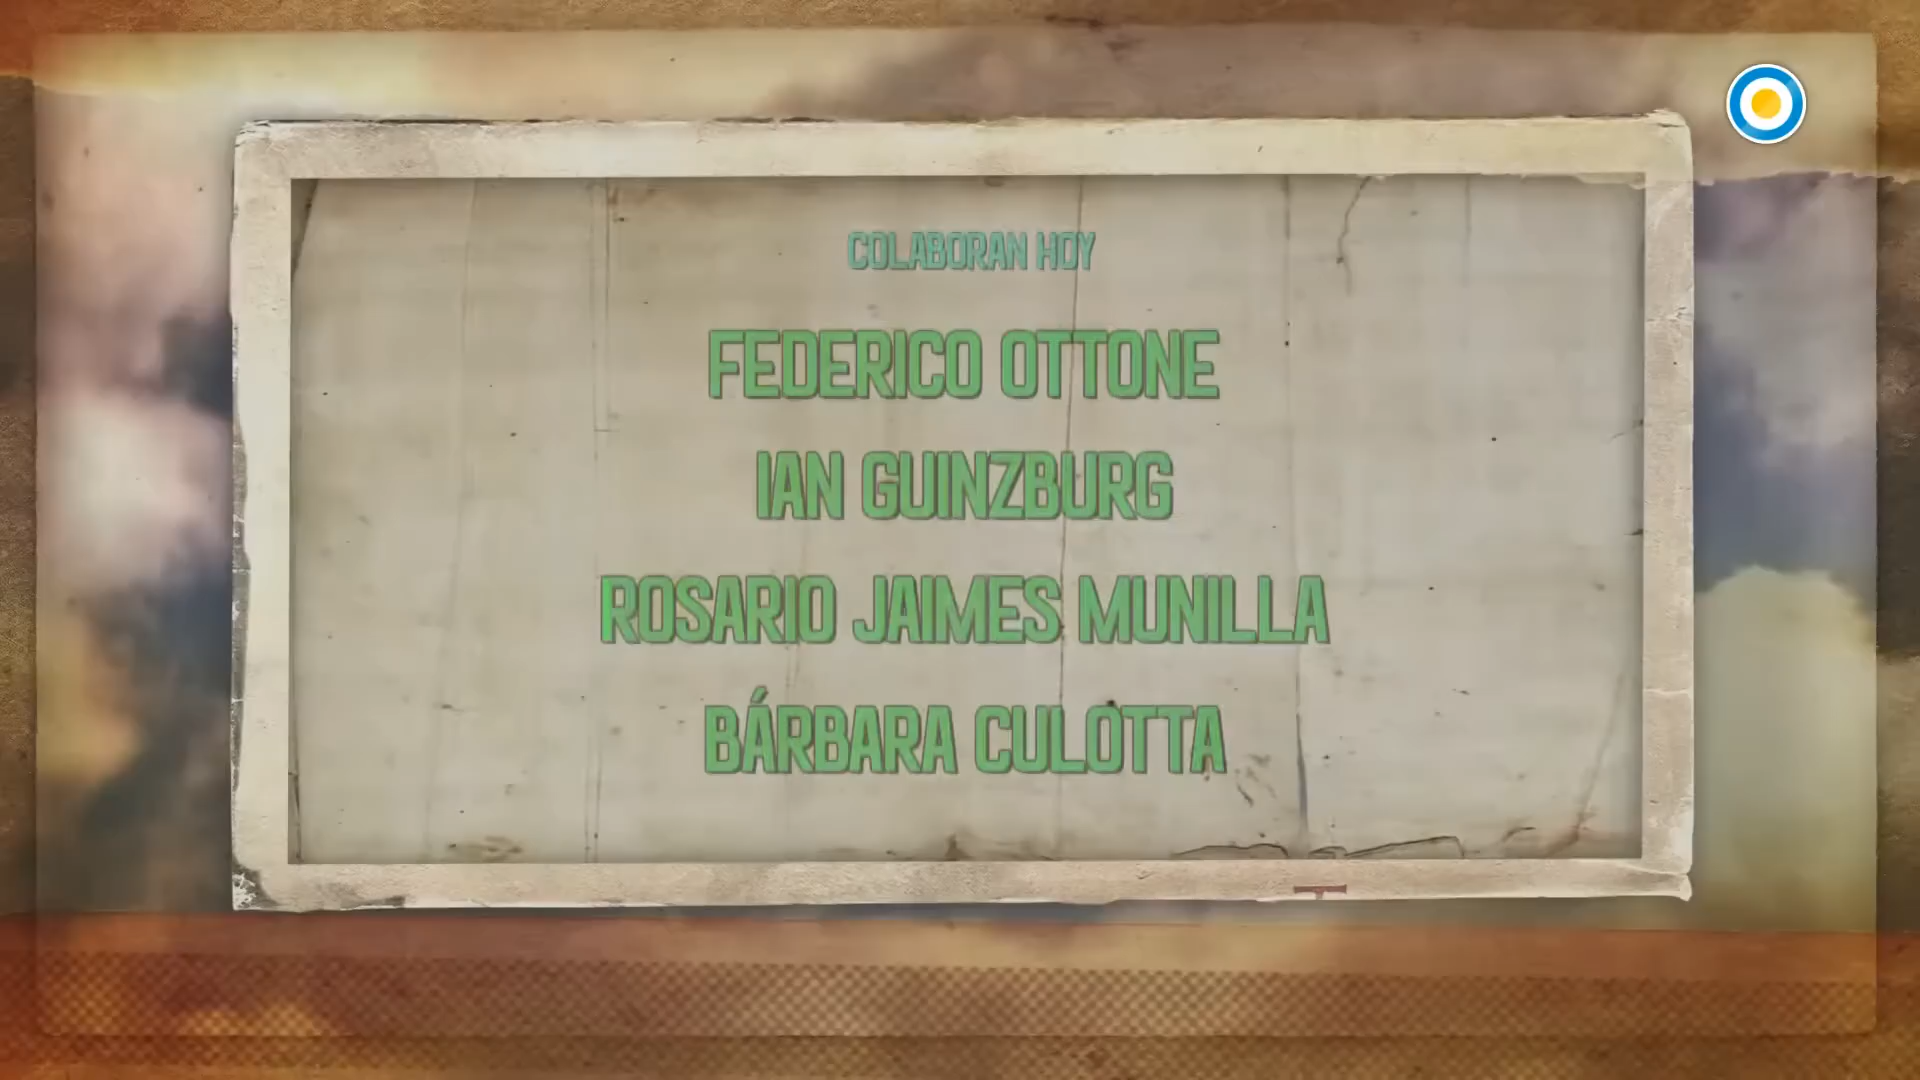 COLABORAN HOY
FEDERICO OTTONE
IAN GUINZBURG
ROSARIO JAIMES MUNILLA
BÁRBARA CULOTTA